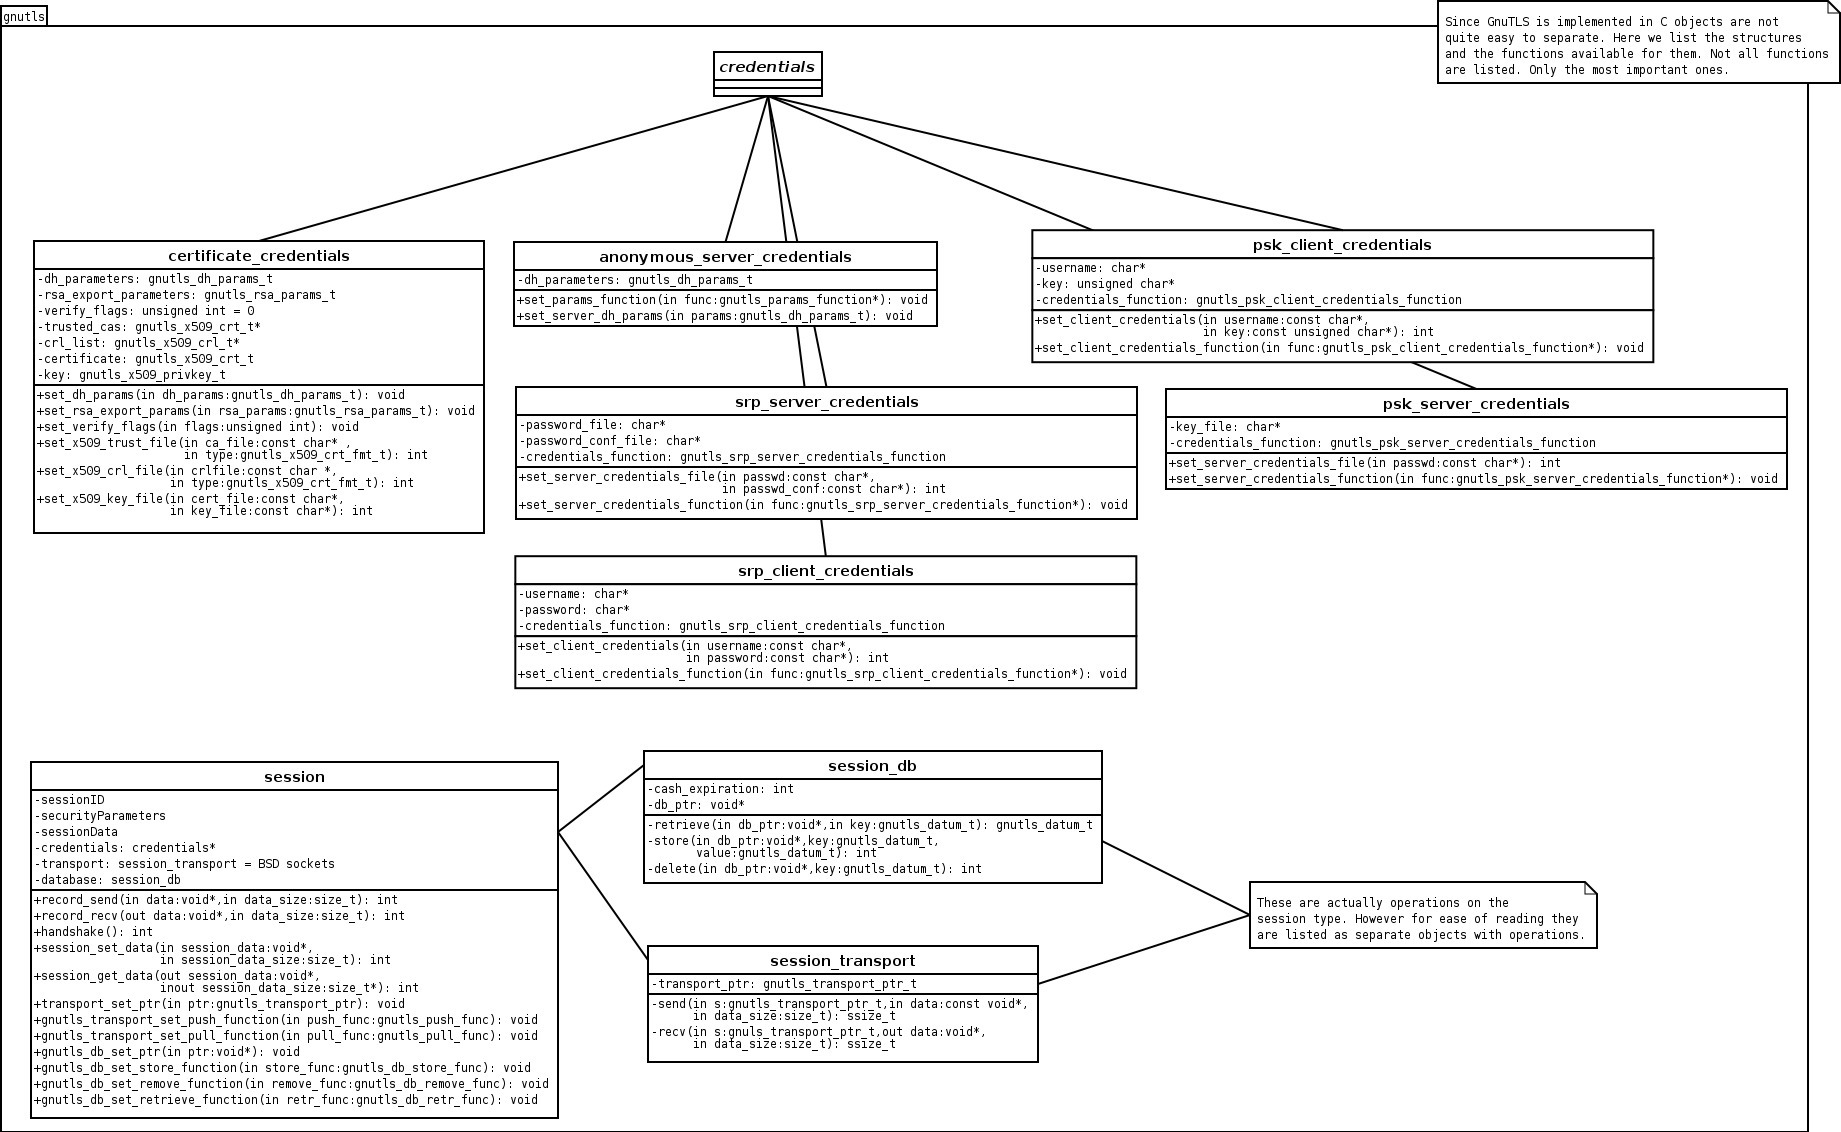 gnutls
Since GnuTLS is implemented in C objects are not
quite easy to separate. Here we list the structures
and the functions available for them. Not all functions
are listed. Only the most important ones.
credentials
certificate_credentials
-dh_parameters: gnutls_dh_params_t
-rsa_export_parameters: gnutls_rsa_params_t
-verify_flags: unsigned int = 0
-trusted_cas: gnutls_x509_crt_t*
-crl_list: gnutls_x509_crl_t*
-certificate: gnutls_x509_crt_t
-key: gnutls_x509_privkey_t
+set_dh_params(in dh_params:gnutls_dh_params_t): void
+set_rsa_export_params(in rsa_params:gnutls_rsa_params_t): void
+set_verify_flags(in flags:unsigned int): void
+set_x509_trust_file(in ca_file:const char* ,
in type:gnutls_x509_crt_fmt_t): int
+set_x509_crl_file(in crlfile:const char *,
in type:gnutls_x509_crt_fmt_t): int
+set_x509_key_file(in cert_file:const char*,
in key_file:const char*): int
anonymous_server_credentials
-dh_parameters: gnutls_dh_params_t
+set_params_function(in func:gnutls_params_function*): void
+set_server_dh_params(in params:gnutls_dh_params_t): void
psk_client_credentials
-username: char*
-key: unsigned char*
-credentials_function: gnutls_psk_client_credentials_function
+set_client_credentials(in username:const char*,
in key:const unsigned char*): int
+set_client_credentials_function(in func:gnutls_psk_client_credentials_function*): void
srp_server_credentials
-password_file: char*
-password_conf_file: char*
-credentials_function: gnutls_srp_server_credentials_function
+set_server_credentials_file(in passwd:const char*,
in passwd_conf:const char*): int
+set_server_credentials_function(in func:gnutls_srp_server_credentials_function*): void
psk_server_credentials
-key_file: char*
-credentials_function: gnutls_psk_server_credentials_function
+set_server_credentials_file(in passwd:const char*): int
+set_server_credentials_function(in func:gnutls_psk_server_credentials_function*): void
srp_client_credentials
-username: char*
-password: char*
-credentials_function: gnutls_srp_client_credentials_function
+set_client_credentials(in username:const char*,
in password:const char*): int
+set_client_credentials_function(in func:gnutls_srp_client_credentials_function*): void
session
-sessionID
-securityParameters
-sessionData
-credentials: credentials*
-transport: session_transport = BSD sockets
-database: session_db
+record_send(in data:void*,in data_size:size_t): int
+record_recv(out data:void*,in data_size:size_t): int
+handshake(): int
+session_set_data(in session_data:void*,
in session_data_size:size_t): int
+session_get_data(out session_data:void*,
inout session_data_size:size_t*): int
+transport_set_ptr(in ptr:gnutls_transport_ptr): void
+gnutls_transport_set_push_function(in push_func:gnutls_push_func): void
+gnutls_transport_set_pull_function(in pull_func:gnutls_pull_func): void
+gnutls_db_set_ptr(in ptr:void*): void
+gnutls_db_set_store_function(in store_func:gnutls_db_store_func): void
+gnutls_db_set_remove_function(in remove_func:gnutls_db_remove_func): void
+gnutls_db_set_retrieve_function(in retr_func:gnutls_db_retr_func): void
session_db
-cash_expiration: int
-db_ptr: void*
-retrieve(in db_ptr:void*,in key:gnutls_datum_t): gnutls_datum_t
-store(in db_ptr:void*,key:gnutls_datum_t,
value:gnutls_datum_t): int
-delete(in db_ptr:void*,key:gnutls_datum_t): int
session_transport
-transport_ptr: gnutls_transport_ptr_t
-send(in s:gnutls_transport_ptr_t,in data:const void*,
in data_size:size_t): ssize_t
-recv(in s:gnuls_transport_ptr_t,out data:void*,
in data_size:size_t): ssize_t
These are actually operations on the
session type. However for ease of reading they
are listed as separate objects with operations.